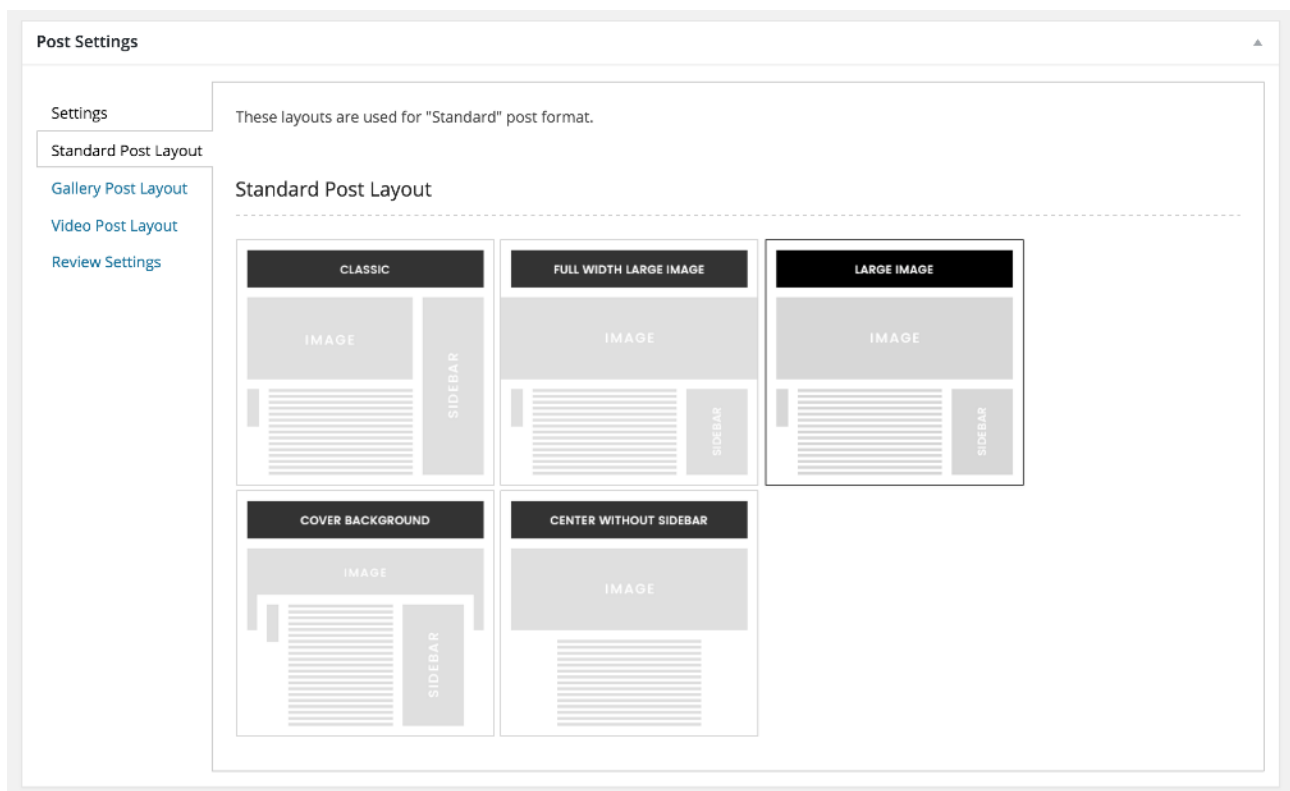 Post Settings
Settings
Standard Post Layout
Gallery Post Layout
Video Post Layout
Review Settings
These layouts are used for "Standard" post format.
Standard Post Layout
CLASSIC
IMAGE
SIDEBAR
FULL WIDTH LARGE IMAGE
IMAGE
SIDEBAR
LARGE IMAGE
IMAGE
SIDEBAR
COVER BACKGROUND
IMAGE
SIDEBAR
CENTER WITHOUT SIDEBAR
IMAGE